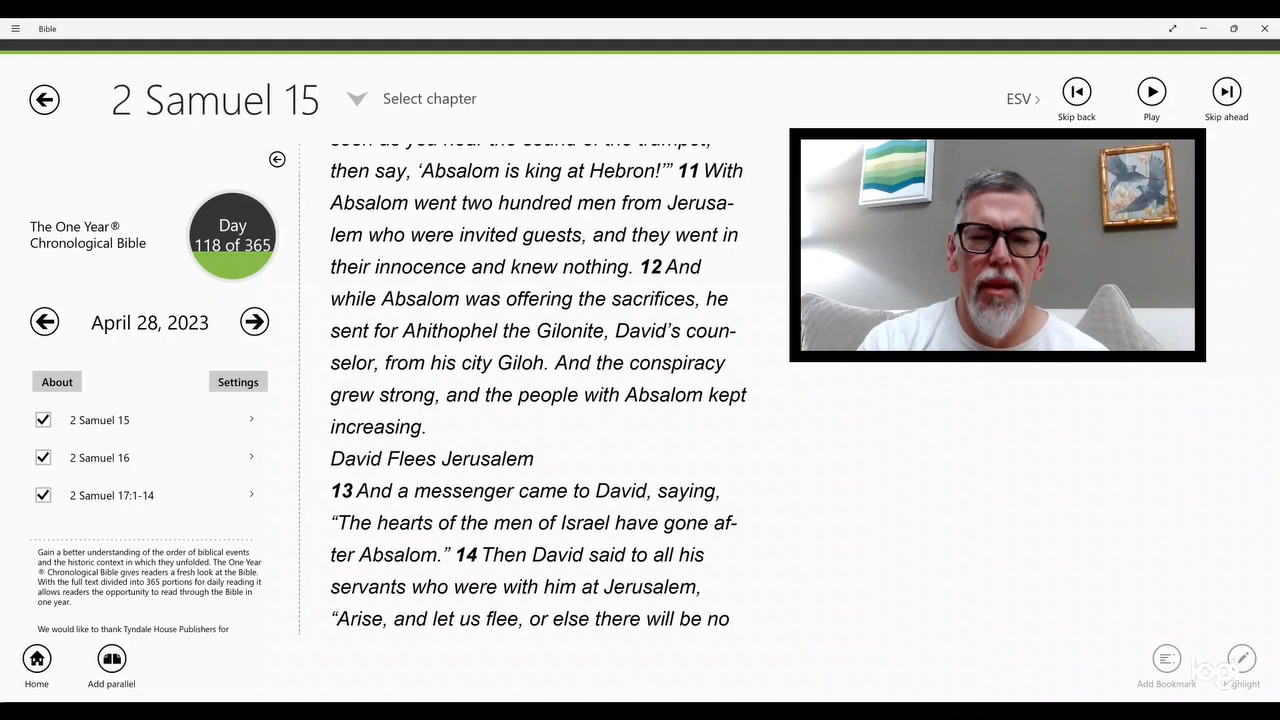 Bible
2 Samuel 15
Select chapter
ESV
Skip back
Play
Skip ahead
The One Year®
Chronological Bible
Day
118 of 365
April 28, 2023
About
Settings
2 Samuel 15
2 Samuel 16
2 Samuel 17:1-14
Gain a better understanding of the order of biblical events
and the historic context in which they unfolded. The One Year
® Chronological Bible gives readers a fresh look at the Bible.
With the full text divided into 365 portions for daily reading it
allows readers the opportunity to read through the Bible in
one year.
We would like to thank Tyndale House Publishers for
soon as you hear the sound of the trumpet,
then say, ‘Absalom is king at Hebron!’” 11 With
Absalom went two hundred men from Jerusa-
lem who were invited guests, and they went in
their innocence and knew nothing. 12 And
while Absalom was offering the sacrifices, he
sent for Ahithophel the Gilonite, David’s coun-
selor, from his city Giloh. And the conspiracy
grew strong, and the people with Absalom kept
increasing.
David Flees Jerusalem
13 And a messenger came to David, saying,
“The hearts of the men of Israel have gone af-
ter Absalom.” 14 Then David said to all his
servants who were with him at Jerusalem,
“Arise, and let us flee, or else there will be no
Home
Add parallel
Add Bookmark
Highlight
logi